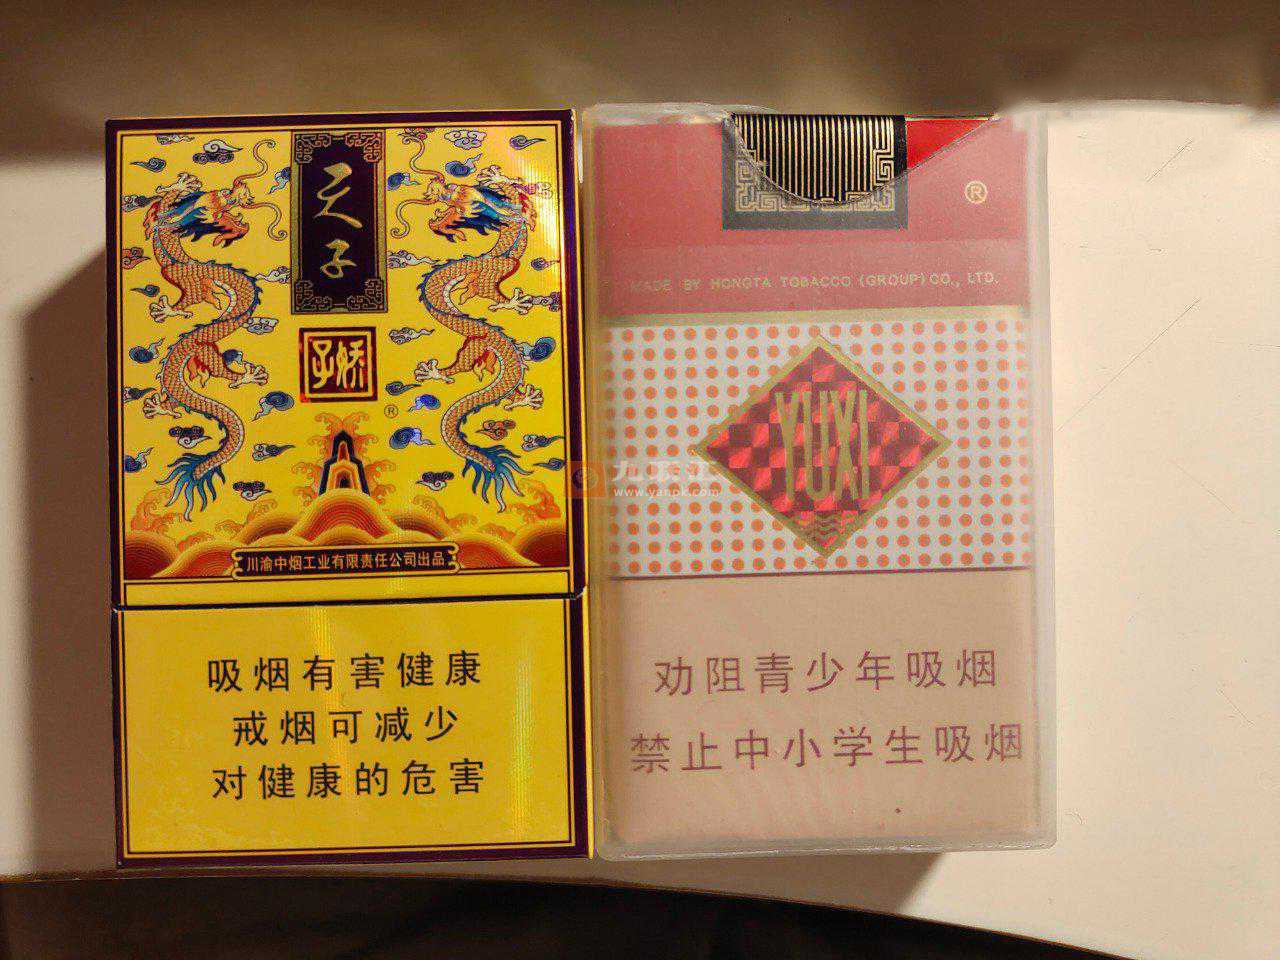 天子
娇子
®
川渝中烟工业有限责任公司出品
吸烟有害健康
戒烟可减少
对健康的危害
®
MADE BY HONGTA TOBACCO (GROUP) CO., LTD.
YUXI
劝阻青少年吸烟
禁止中小学生吸烟
www.yanpk.com